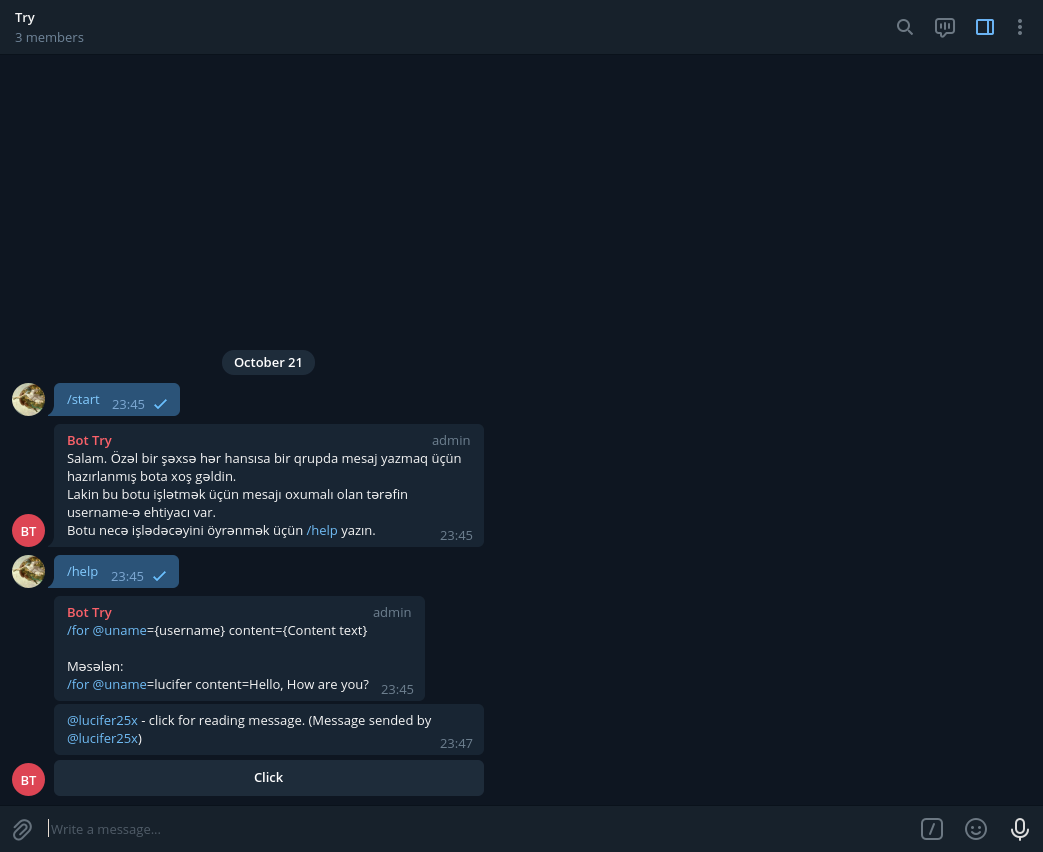 Try
3 members
October 21
/start 23:45
Bot Try admin
Salam. Özəl bir şəxsə hər hansısa bir qrupda mesaj yazmaq üçün
hazırlanmış bota xoş gəldin.
Lakin bu botu işlətmək üçün mesajı oxumalı olan tərəfin
username-ə ehtiyacı var.
Botu necə işlədəcəyini öyrənmək üçün /help yazın. 23:45
BT
/help 23:45
Bot Try admin
/for @uname={username} content={Content text}
Məsələn:
/for @uname=lucifer content=Hello, How are you? 23:45
@lucifer25x - click for reading message. (Message sended by
@lucifer25x) 23:47
BT
Click
Write a message...